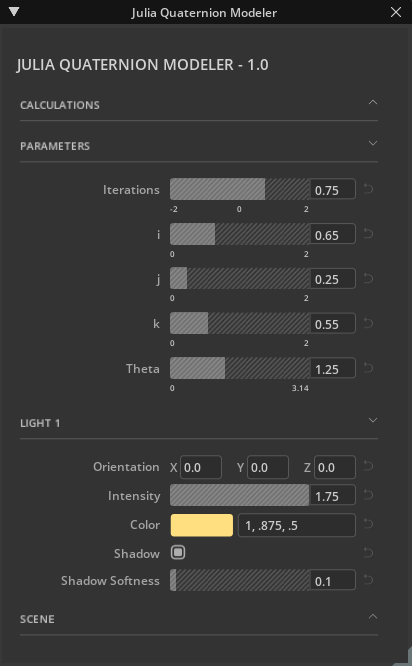 Julia Quaternion Modeler
JULIA QUATERNION MODELER - 1.0
CALCULATIONS
PARAMETERS
Iterations 0.75
-2 0 2
i 0.65
0 2
j 0.25
0 2
k 0.55
0 2
Theta 1.25
0 3.14
LIGHT 1
Orientation X 0.0 Y 0.0 Z 0.0
Intensity 1.75
Color 1, .875, .5
Shadow
Shadow Softness 0.1
SCENE